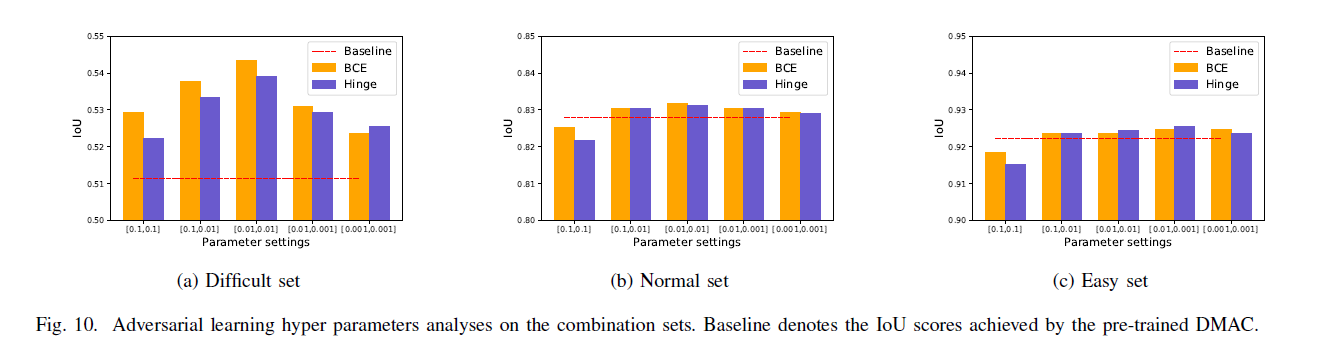 0.55
0.54
0.53
0.52
0.51
0.50
IoU
Baseline
BCE
Hinge
[0.1,0.1] [0.1,0.01] [0.01,0.01] [0.01,0.001] [0.001,0.001]
Parameter settings
(a) Difficult set
0.85
0.84
0.83
0.82
0.81
0.80
IoU
Baseline
BCE
Hinge
[0.1,0.1] [0.1,0.01] [0.01,0.01] [0.01,0.001] [0.001,0.001]
Parameter settings
(b) Normal set
0.95
0.94
0.93
0.92
0.91
0.90
IoU
Baseline
BCE
Hinge
[0.1,0.1] [0.1,0.01] [0.01,0.01] [0.01,0.001] [0.001,0.001]
Parameter settings
(c) Easy set
Fig. 10. Adversarial learning hyper parameters analyses on the combination sets. Baseline denotes the IoU scores achieved by the pre-trained DMAC.